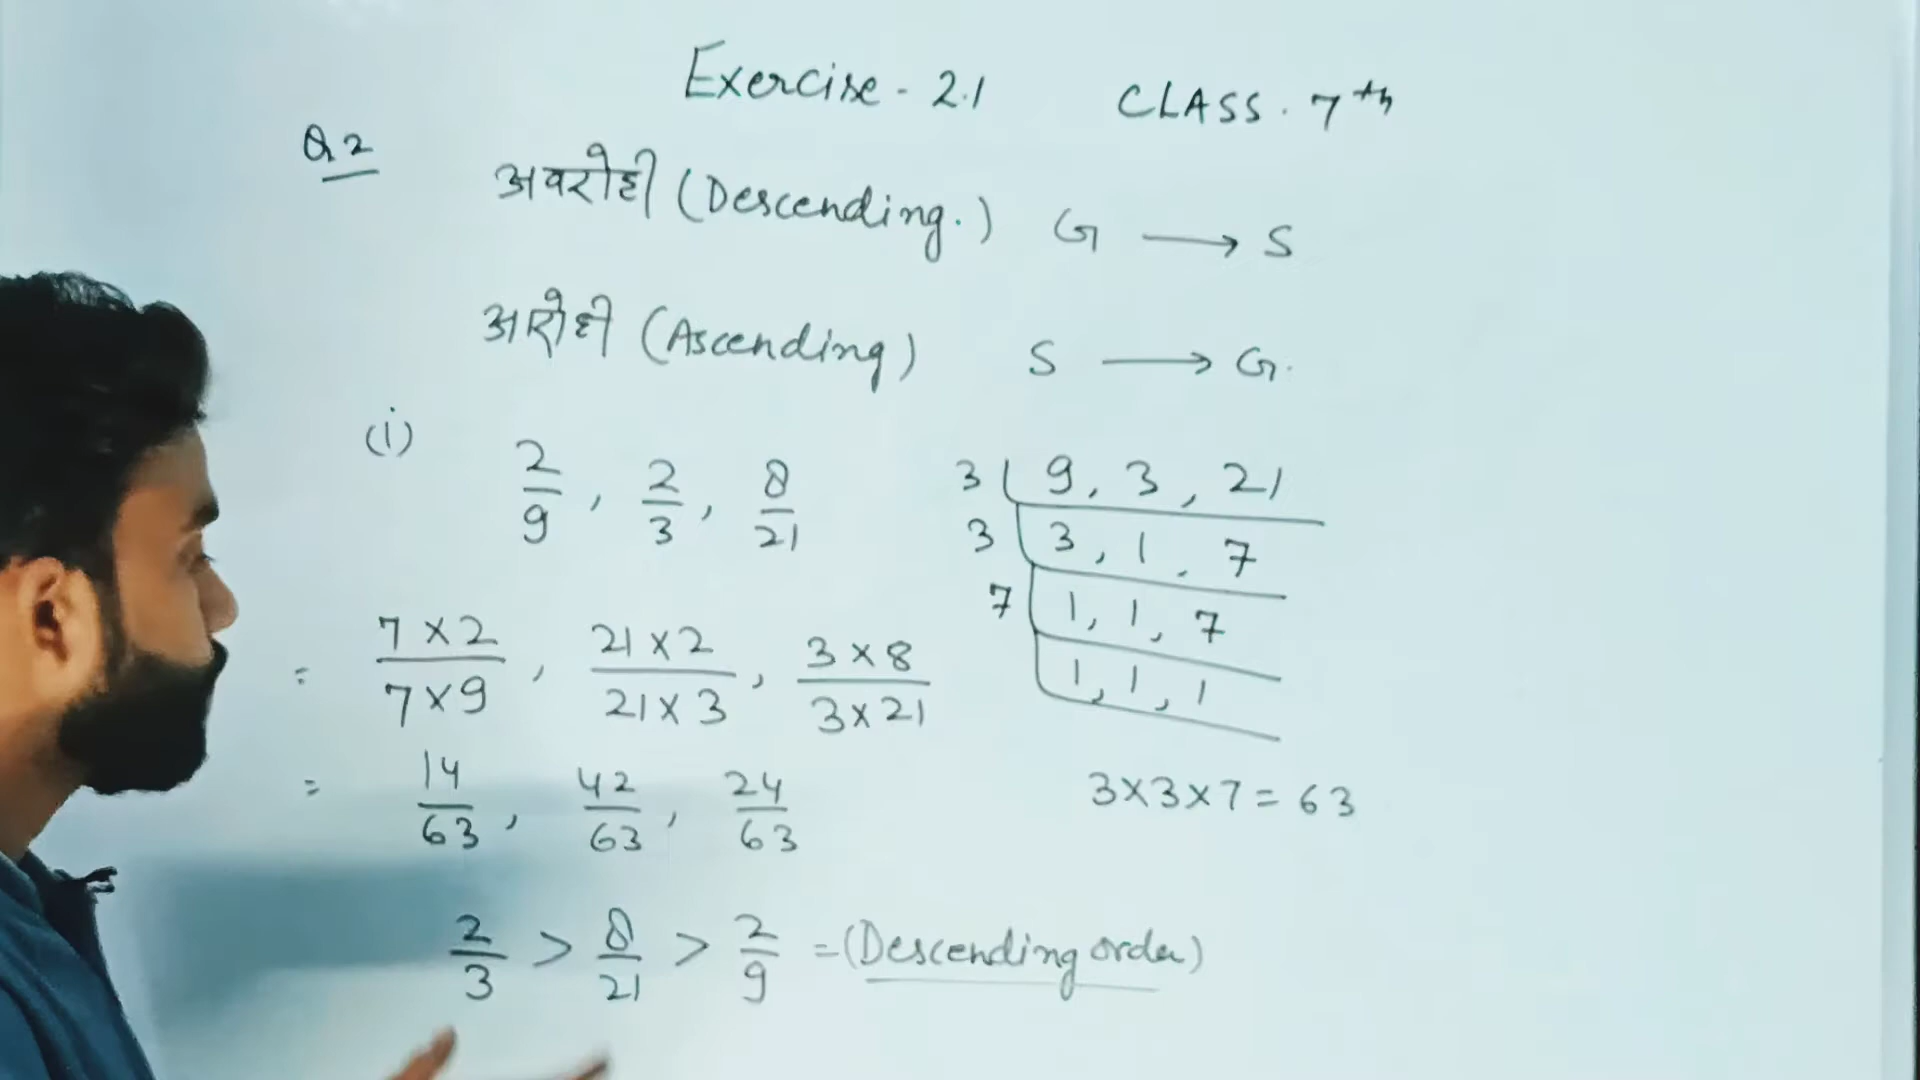 Exercise - 2.1 CLASS. 7th
Q2
अवरोही (Descending.) G → S
अरोही (Ascending) S → G.
(i) 2/9, 2/3, 8/21
= 7×2/7×9, 21×2/21×3, 3×8/3×21
= 14/63, 42/63, 24/63
2/3 > 8/21 > 2/9 = (Descending order)
3 | 9, 3, 21
3 | 3, 1, 7
7 | 1, 1, 7
1, 1, 1
3×3×7 = 63